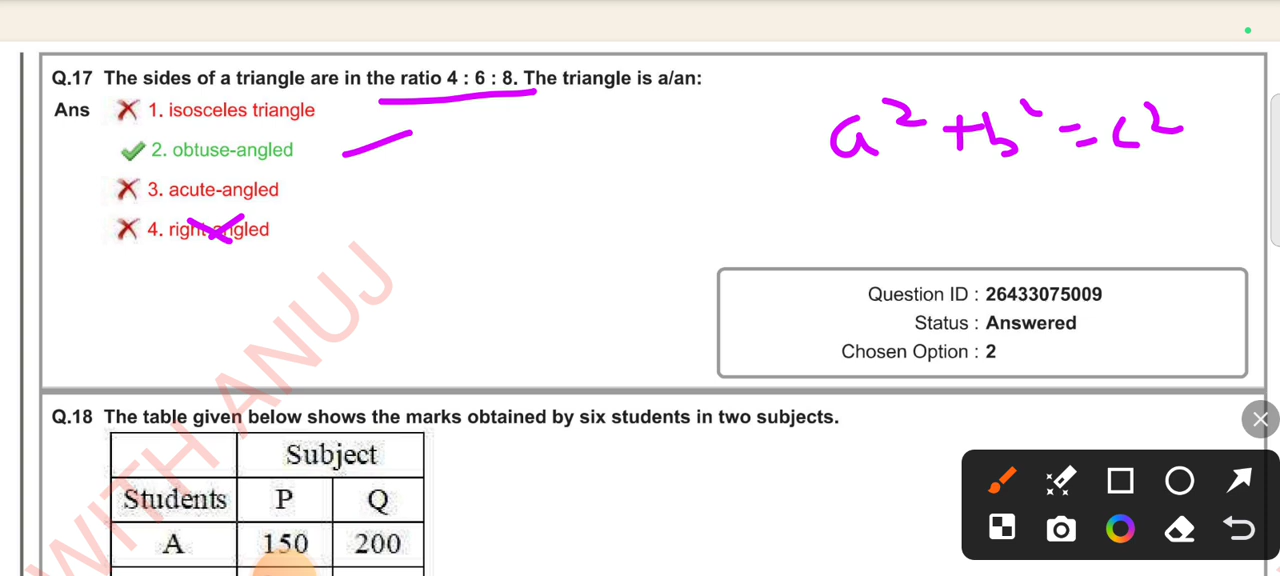 Q.17 The sides of a triangle are in the ratio 4 : 6 : 8. The triangle is a/an:
Ans 1. isosceles triangle
2. obtuse-angled
3. acute-angled
4. right-angled
a² + b² = c²
Question ID : 26433075009
Status : Answered
Chosen Option : 2
Q.18 The table given below shows the marks obtained by six students in two subjects.
Subject
Students P Q
A 150 200
WITH ANUJ